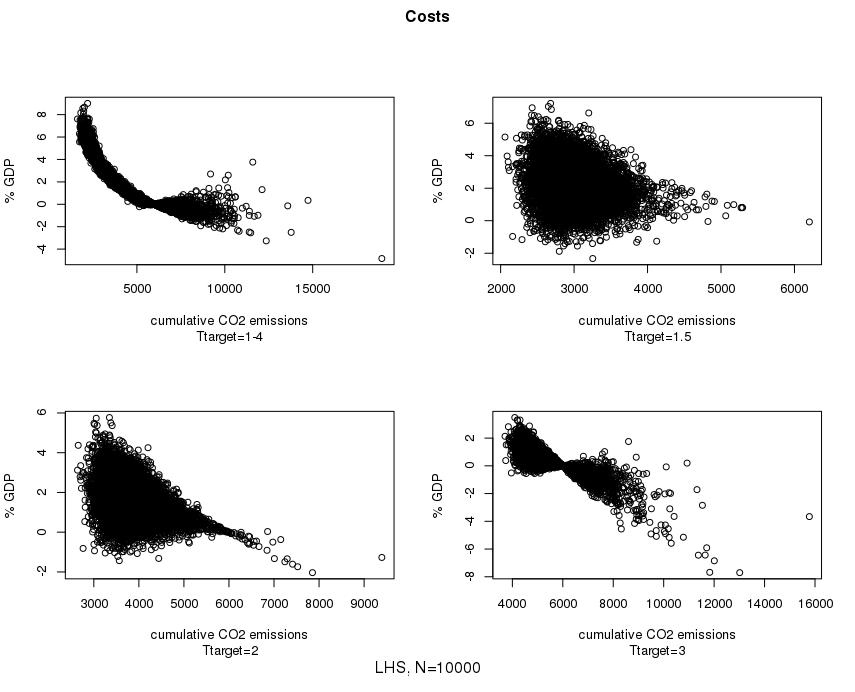 Costs
% GDP
8
6
4
2
0
-2
-4
5000 10000 15000
cumulative CO2 emissions
Ttarget=1-4
6
4
2
0
-2
2000 3000 4000 5000 6000
cumulative CO2 emissions
Ttarget=1.5
% GDP
6
4
2
0
-2
3000 4000 5000 6000 7000 8000 9000
cumulative CO2 emissions
Ttarget=2
% GDP
2
0
-2
-4
-6
-8
4000 6000 8000 10000 12000 14000 16000
cumulative CO2 emissions
Ttarget=3
% GDP
LHS, N=10000